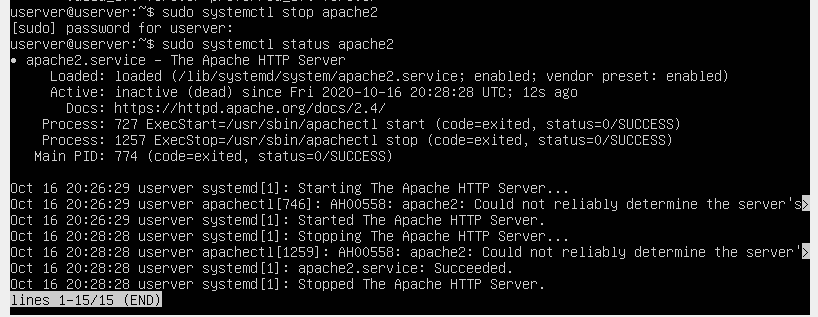 userver@userver:~$ sudo systemctl stop apache2
[sudo] password for userver:
userver@userver:~$ sudo systemctl status apache2
• apache2.service – The Apache HTTP Server
Loaded: loaded (/lib/systemd/system/apache2.service; enabled; vendor preset: enabled)
Active: inactive (dead) since Fri 2020-10-16 20:28:28 UTC; 12s ago
Docs: https://httpd.apache.org/docs/2.4/
Process: 727 ExecStart=/usr/sbin/apachectl start (code=exited, status=0/SUCCESS)
Process: 1257 ExecStop=/usr/sbin/apachectl stop (code=exited, status=0/SUCCESS)
Main PID: 774 (code=exited, status=0/SUCCESS)
Oct 16 20:26:29 userver systemd[1]: Starting The Apache HTTP Server...
Oct 16 20:26:29 userver apachectl[746]: AH00558: apache2: Could not reliably determine the server's>
Oct 16 20:26:29 userver systemd[1]: Started The Apache HTTP Server.
Oct 16 20:28:28 userver systemd[1]: Stopping The Apache HTTP Server...
Oct 16 20:28:28 userver apachectl[1259]: AH00558: apache2: Could not reliably determine the server'>
Oct 16 20:28:28 userver systemd[1]: apache2.service: Succeeded.
Oct 16 20:28:28 userver systemd[1]: Stopped The Apache HTTP Server.
lines 1-15/15 (END)